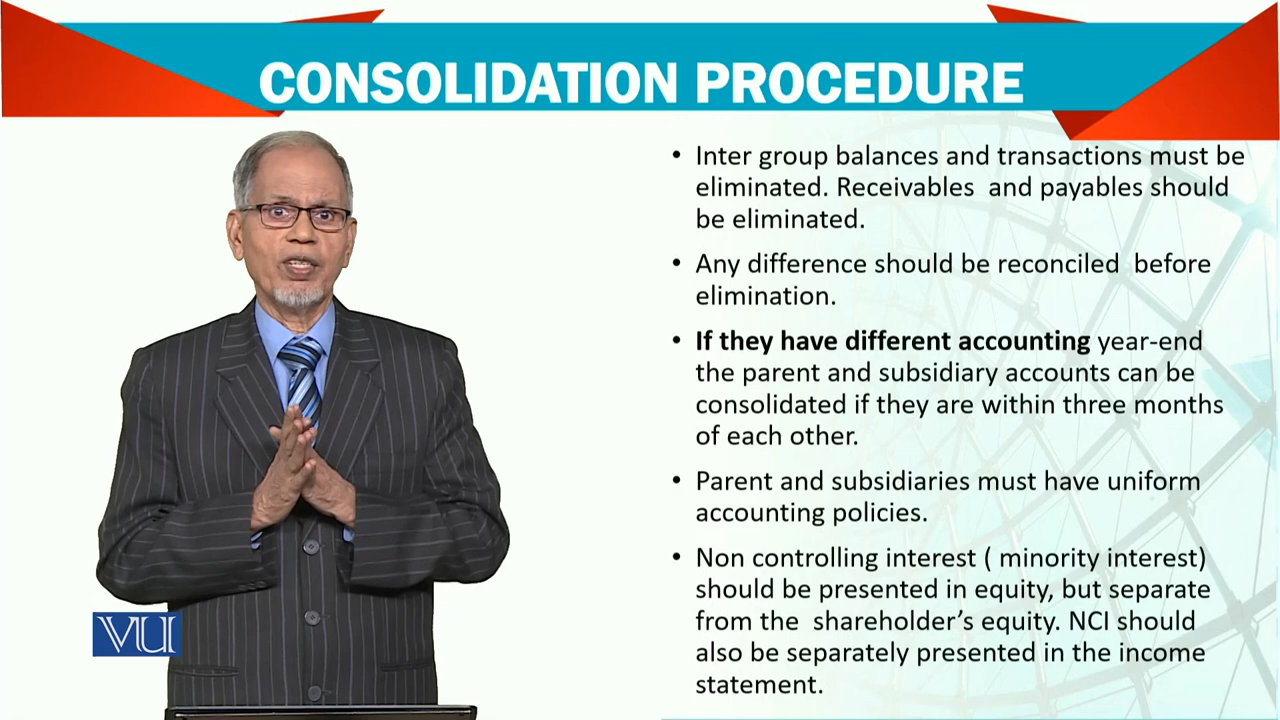 CONSOLIDATION PROCEDURE
• Inter group balances and transactions must be
eliminated. Receivables and payables should
be eliminated.
• Any difference should be reconciled before
elimination.
• If they have different accounting year-end
the parent and subsidiary accounts can be
consolidated if they are within three months
of each other.
• Parent and subsidiaries must have uniform
accounting policies.
• Non controlling interest ( minority interest)
should be presented in equity, but separate
from the shareholder’s equity. NCI should
also be separately presented in the income
statement.
VU